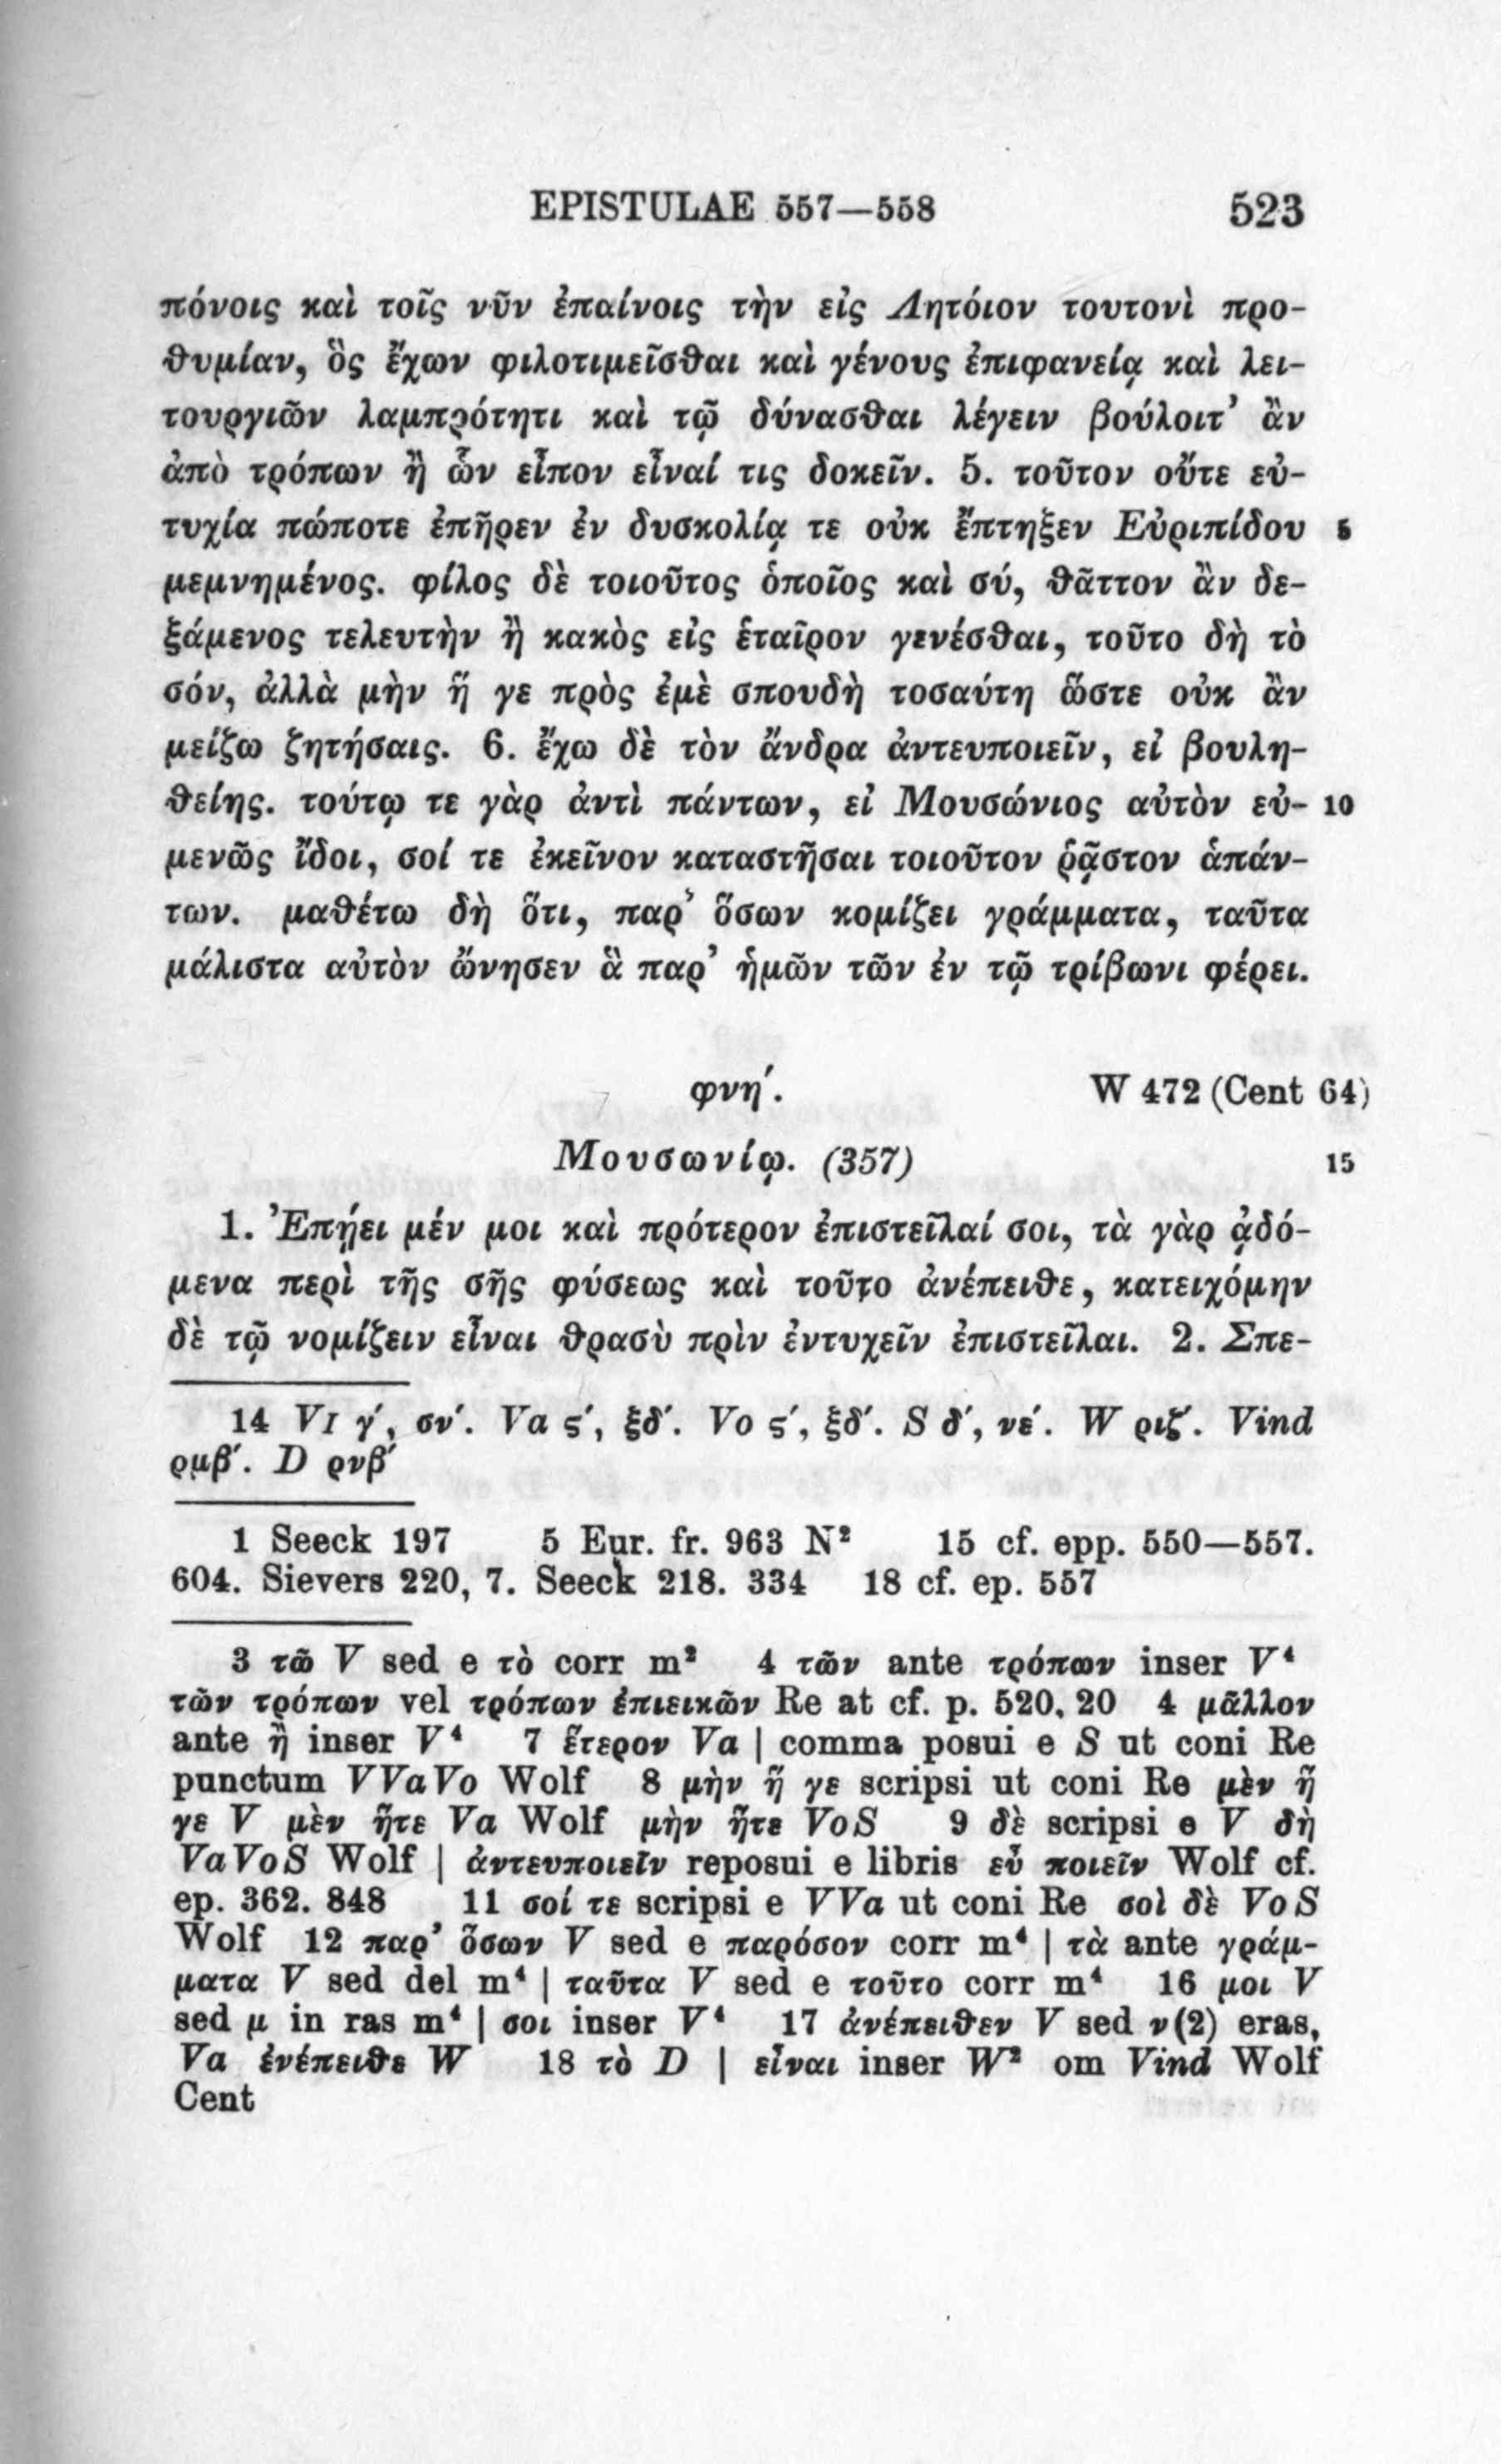 EPISTULAE 557—558 523
πόνοις καὶ τοῖς νῦν ἐπαίνοις τὴν εἰς Λητόιον τουτονὶ προ-
θυμίαν, ὃς ἔχων φιλοτιμεῖσθαι καὶ γένους ἐπιφανείᾳ καὶ λει-
τουργιῶν λαμπρότητι καὶ τῷ δύνασθαι λέγειν βούλοιτ’ ἂν
ἀπὸ τρόπων ἢ ὧν εἶπον εἶναί τις δοκεῖν. 5. τοῦτον οὔτε εὐ-
τυχία πώποτε ἐπῆρεν ἐν δυσκολίᾳ τε οὐκ ἔπτηξεν Εὐριπίδου 5
μεμνημένος. φίλος δὲ τοιοῦτος ὁποῖος καὶ σύ, θᾶττον ἂν δε-
ξάμενος τελευτὴν ἢ κακὸς εἰς ἑταῖρον γενέσθαι, τοῦτο δὴ τὸ
σόν, ἀλλὰ μὴν ἥ γε πρὸς ἐμὲ σπουδὴ τοσαύτη ὥστε οὐκ ἂν
μείζω ζητήσαις. 6. ἔχω δὲ τὸν ἄνδρα ἀντευποιεῖν, εἰ βουλη-
θείης. τούτῳ τε γὰρ ἀντὶ πάντων, εἰ Μουσώνιος αὐτὸν εὐ- 10
μενῶς ἴδοι, σοί τε ἐκεῖνον καταστῆσαι τοιοῦτον ῥᾷστον ἁπάν-
των. μαθέτω δὴ ὅτι, παρ’ ὅσων κομίζει γράμματα, ταῦτα
μάλιστα αὐτὸν ὤνησεν ἃ παρ’ ἡμῶν τῶν ἐν τῷ τρίβωνι φέρει.
φνη′. W 472 (Cent 64)
Μουσωνίῳ. (357) 15
1. Ἐπῄει μέν μοι καὶ πρότερον ἐπιστεῖλαί σοι, τὰ γὰρ ᾀδό-
μενα περὶ τῆς σῆς φύσεως καὶ τοῦτο ἀνέπειθε, κατειχόμην
δὲ τῷ νομίζειν εἶναι θρασὺ πρὶν ἐντυχεῖν ἐπιστεῖλαι. 2. Σπε-
14 VI γ′, σν′. Va ς′, ξδ′. Vo ς′, ξδ′. S δ′, νέ. W ριζ′. Vind
ρμβ′. D ρνβ′
1 Seeck 197 5 Eur. fr. 963 N² 15 cf. epp. 550—557.
604. Sievers 220, 7. Seeck 218. 334 18 cf. ep. 557
3 τῶ V sed e τὸ corr m² 4 τῶν ante τρόπων inser V⁴
τῶν τρόπων vel τρόπων ἐπιεικῶν Re at cf. p. 520, 20 4 μᾶλλον
ante ἢ inser V⁴ 7 ἕτερον Va | comma posui e S ut coni Re
punctum VVaVo Wolf 8 μὴν ἥ γε scripsi ut coni Re μὲν ἥ
γε V μὲν ἥτε Va Wolf μὴν ἥτε VoS 9 δὲ scripsi e V δὴ
VaVoS Wolf | ἀντευποιεῖν reposui e libris εὖ ποιεῖν Wolf cf.
ep. 362. 848 11 σοί τε scripsi e VVa ut coni Re σοὶ δὲ VoS
Wolf 12 παρ’ ὅσων V sed e παρόσον corr m⁴ | τὰ ante γράμ-
ματα V sed del m⁴ | ταῦτα V sed e τοῦτο corr m⁴ 16 μοι V
sed μ in ras m⁴ | σοι inser V⁴ 17 ἀνέπειθεν V sed ν(2) eras,
Va ἐνέπειθε W 18 τὸ D | εἶναι inser W² om Vind Wolf
Cent